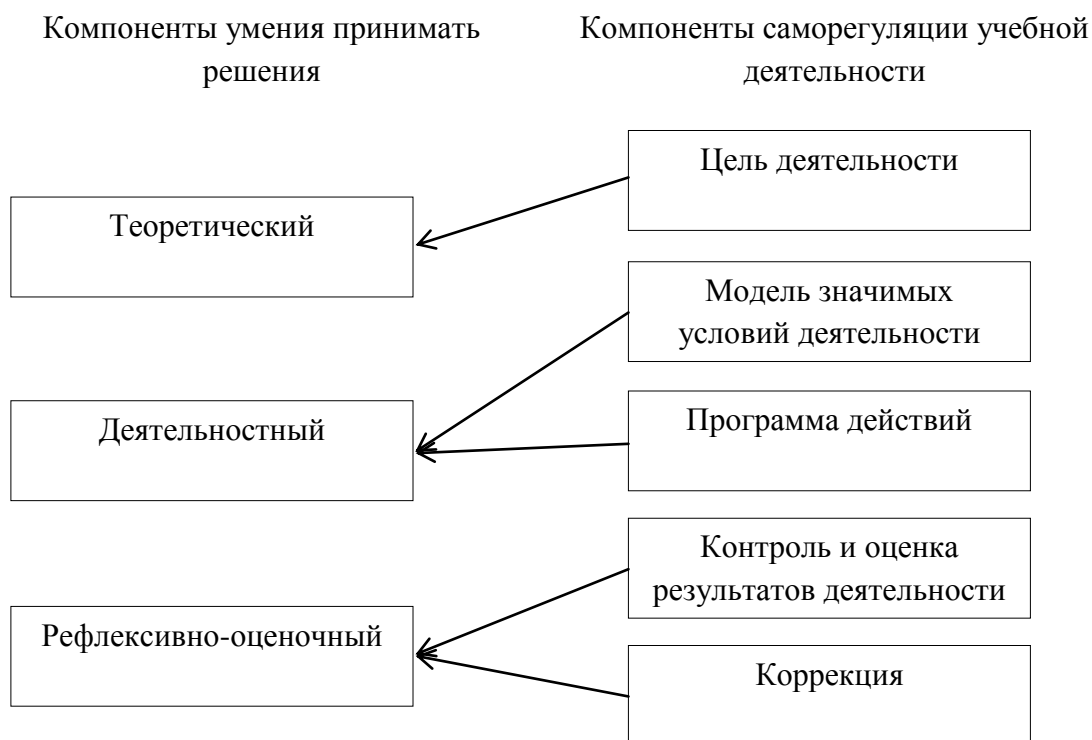 Компоненты умения принимать
решения
Компоненты саморегуляции учебной
деятельности
Теоретический
Деятельностный
Рефлексивно-оценочный
Цель деятельности
Модель значимых
условий деятельности
Программа действий
Контроль и оценка
результатов деятельности
Коррекция